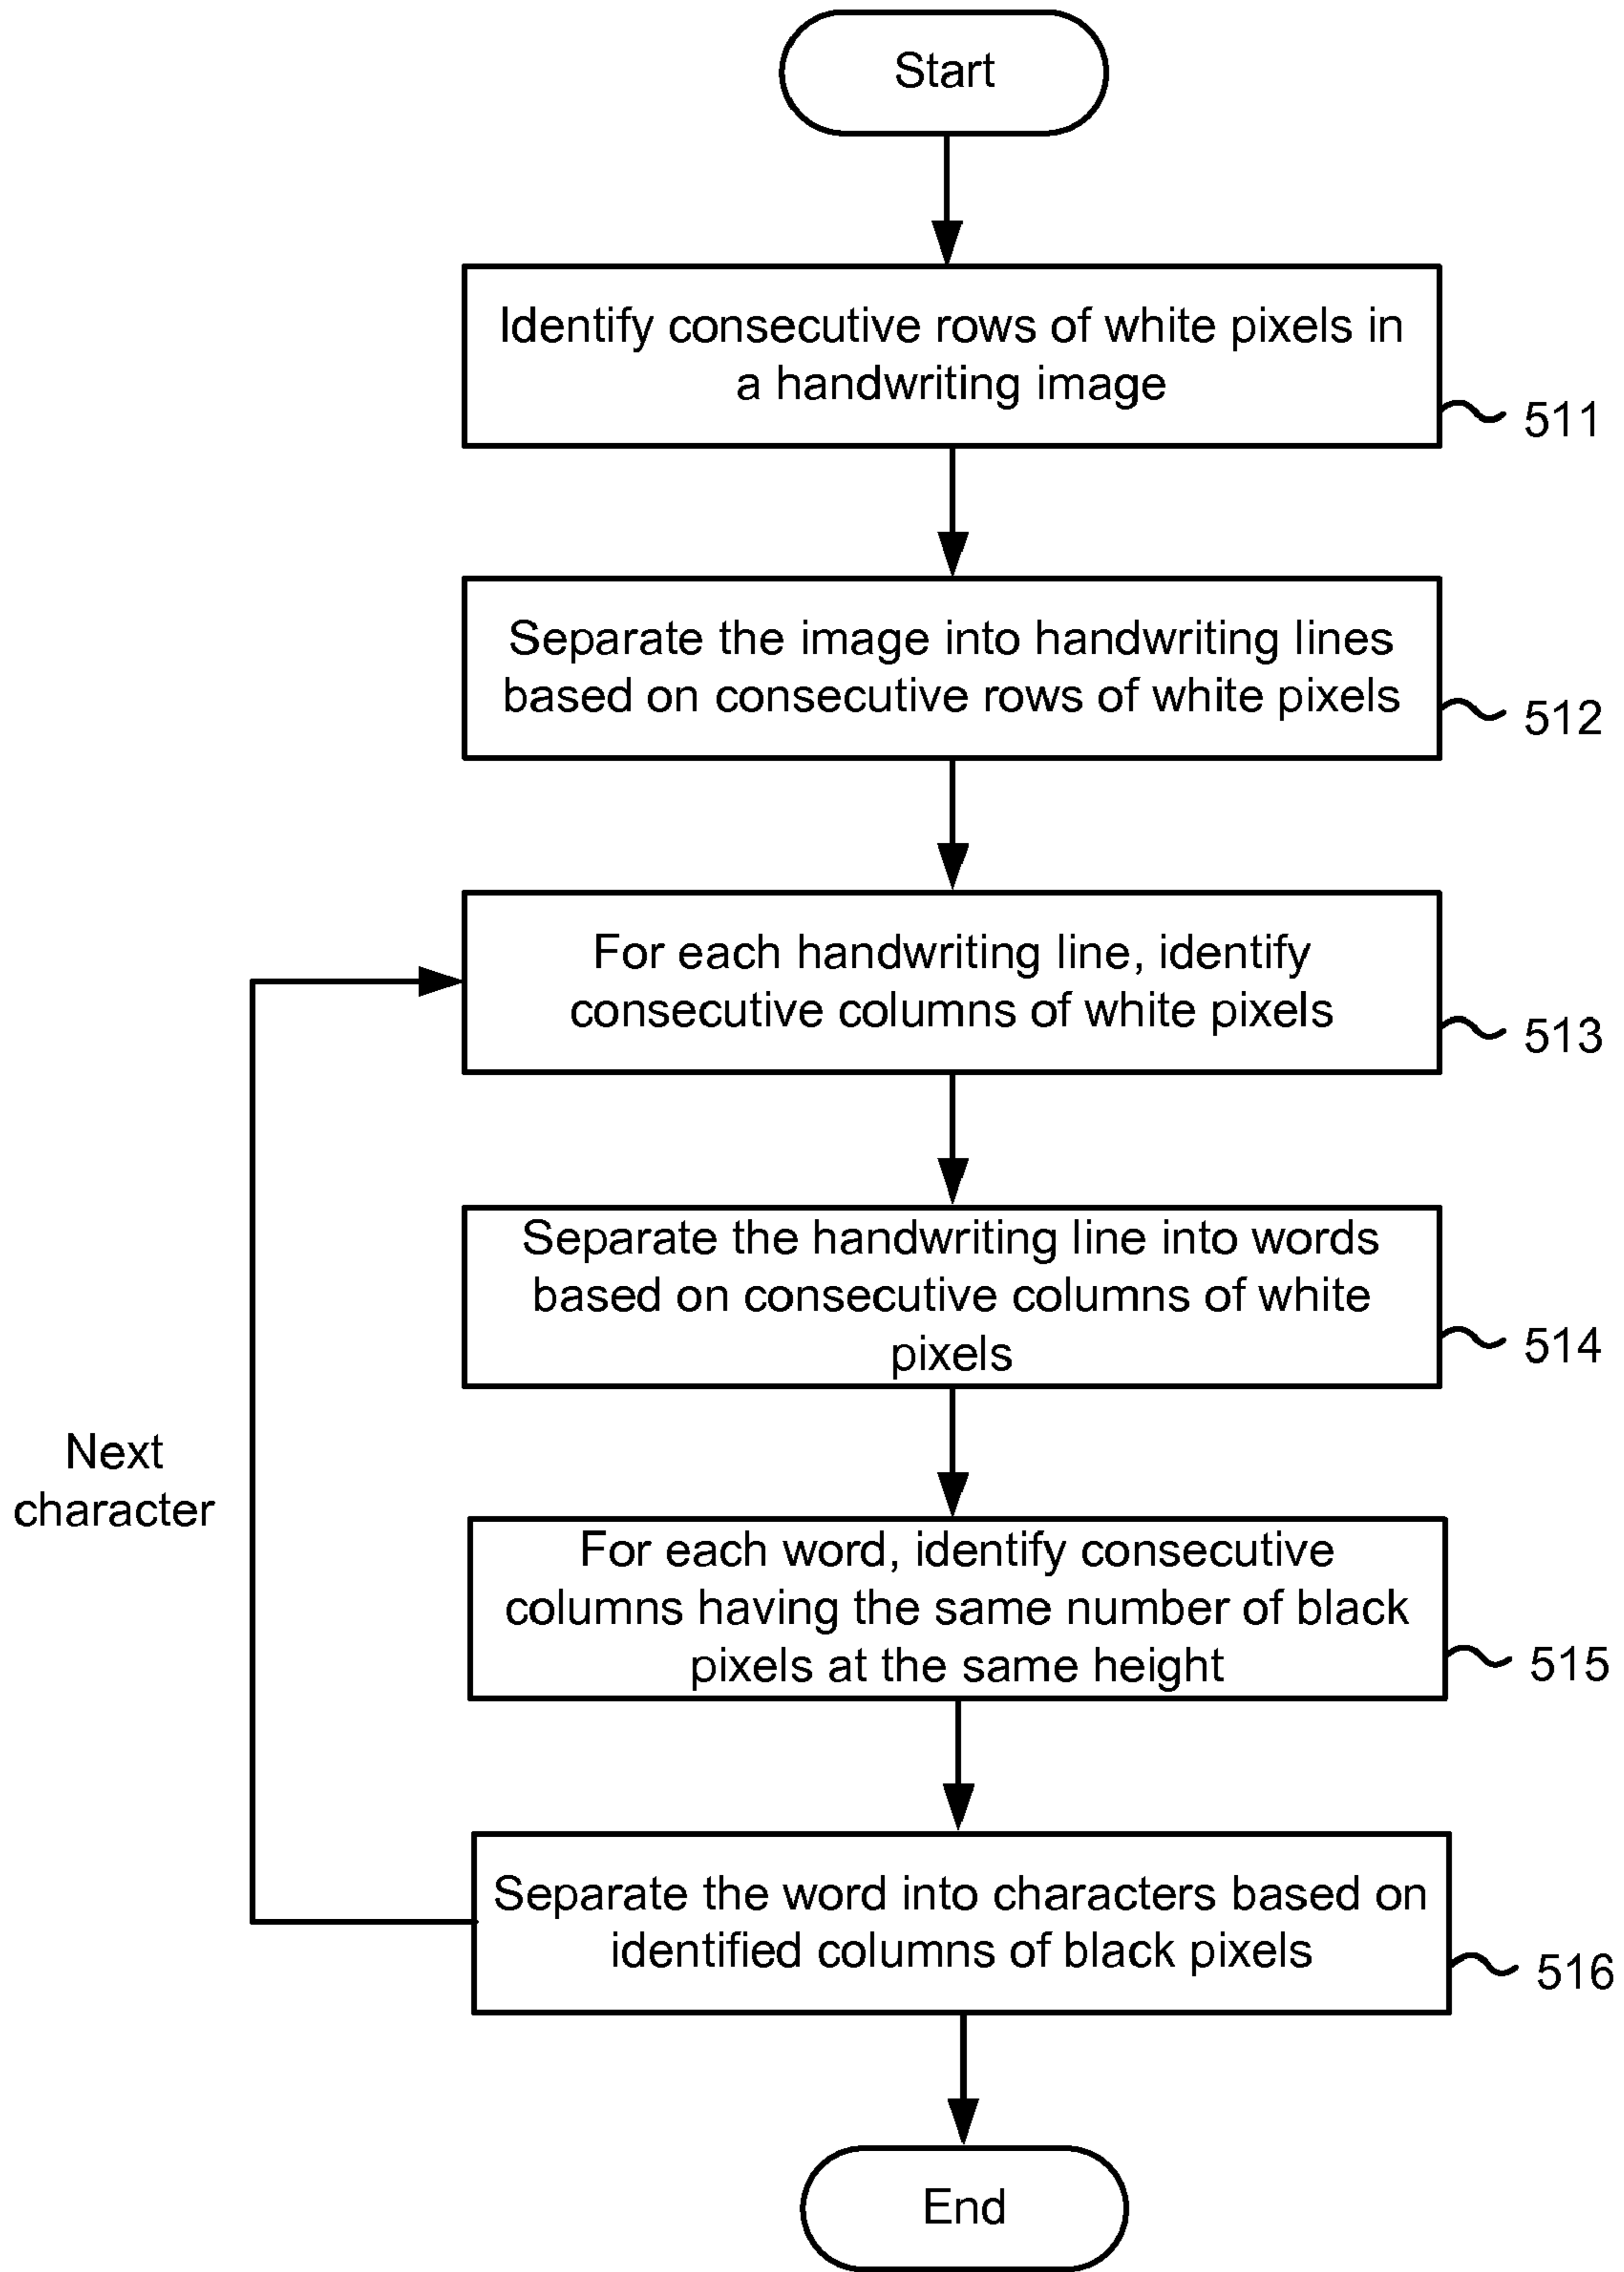 Start
Identify consecutive rows of white pixels in
a handwriting image
511
Separate the image into handwriting lines
based on consecutive rows of white pixels
512
For each handwriting line, identify
consecutive columns of white pixels
513
Separate the handwriting line into words
based on consecutive columns of white
pixels
514
Next
character
For each word, identify consecutive
columns having the same number of black
pixels at the same height
515
Separate the word into characters based on
identified columns of black pixels
516
End